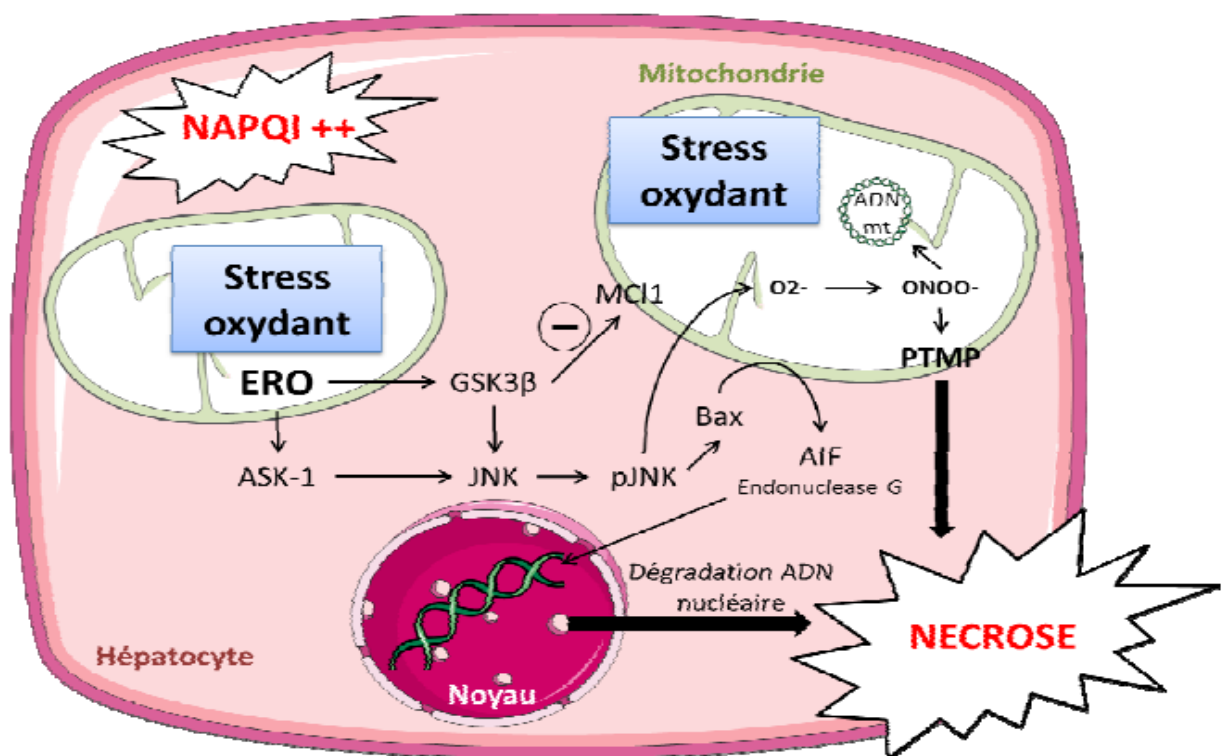 Mitochondrie
NAPQI ++
Stress
oxydant
ADN
mt
Stress
oxydant
MCl1
O2-
ONOO-
PTMP
ERO
GSK3β
Bax
ASK-1
JNK
pJNK
AIF
Endonuclease G
Dégradation ADN
nucléaire
NECROSE
Hépatocyte
Noyau